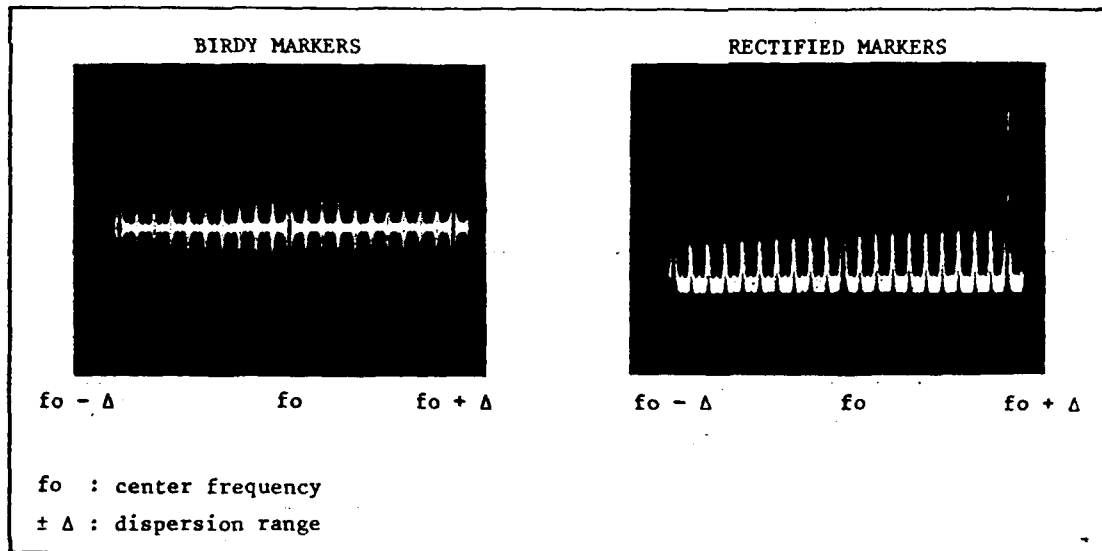 BIRDY MARKERS
RECTIFIED MARKERS
fo - Δ fo fo + Δ
fo - Δ fo fo + Δ
fo : center frequency
± Δ : dispersion range